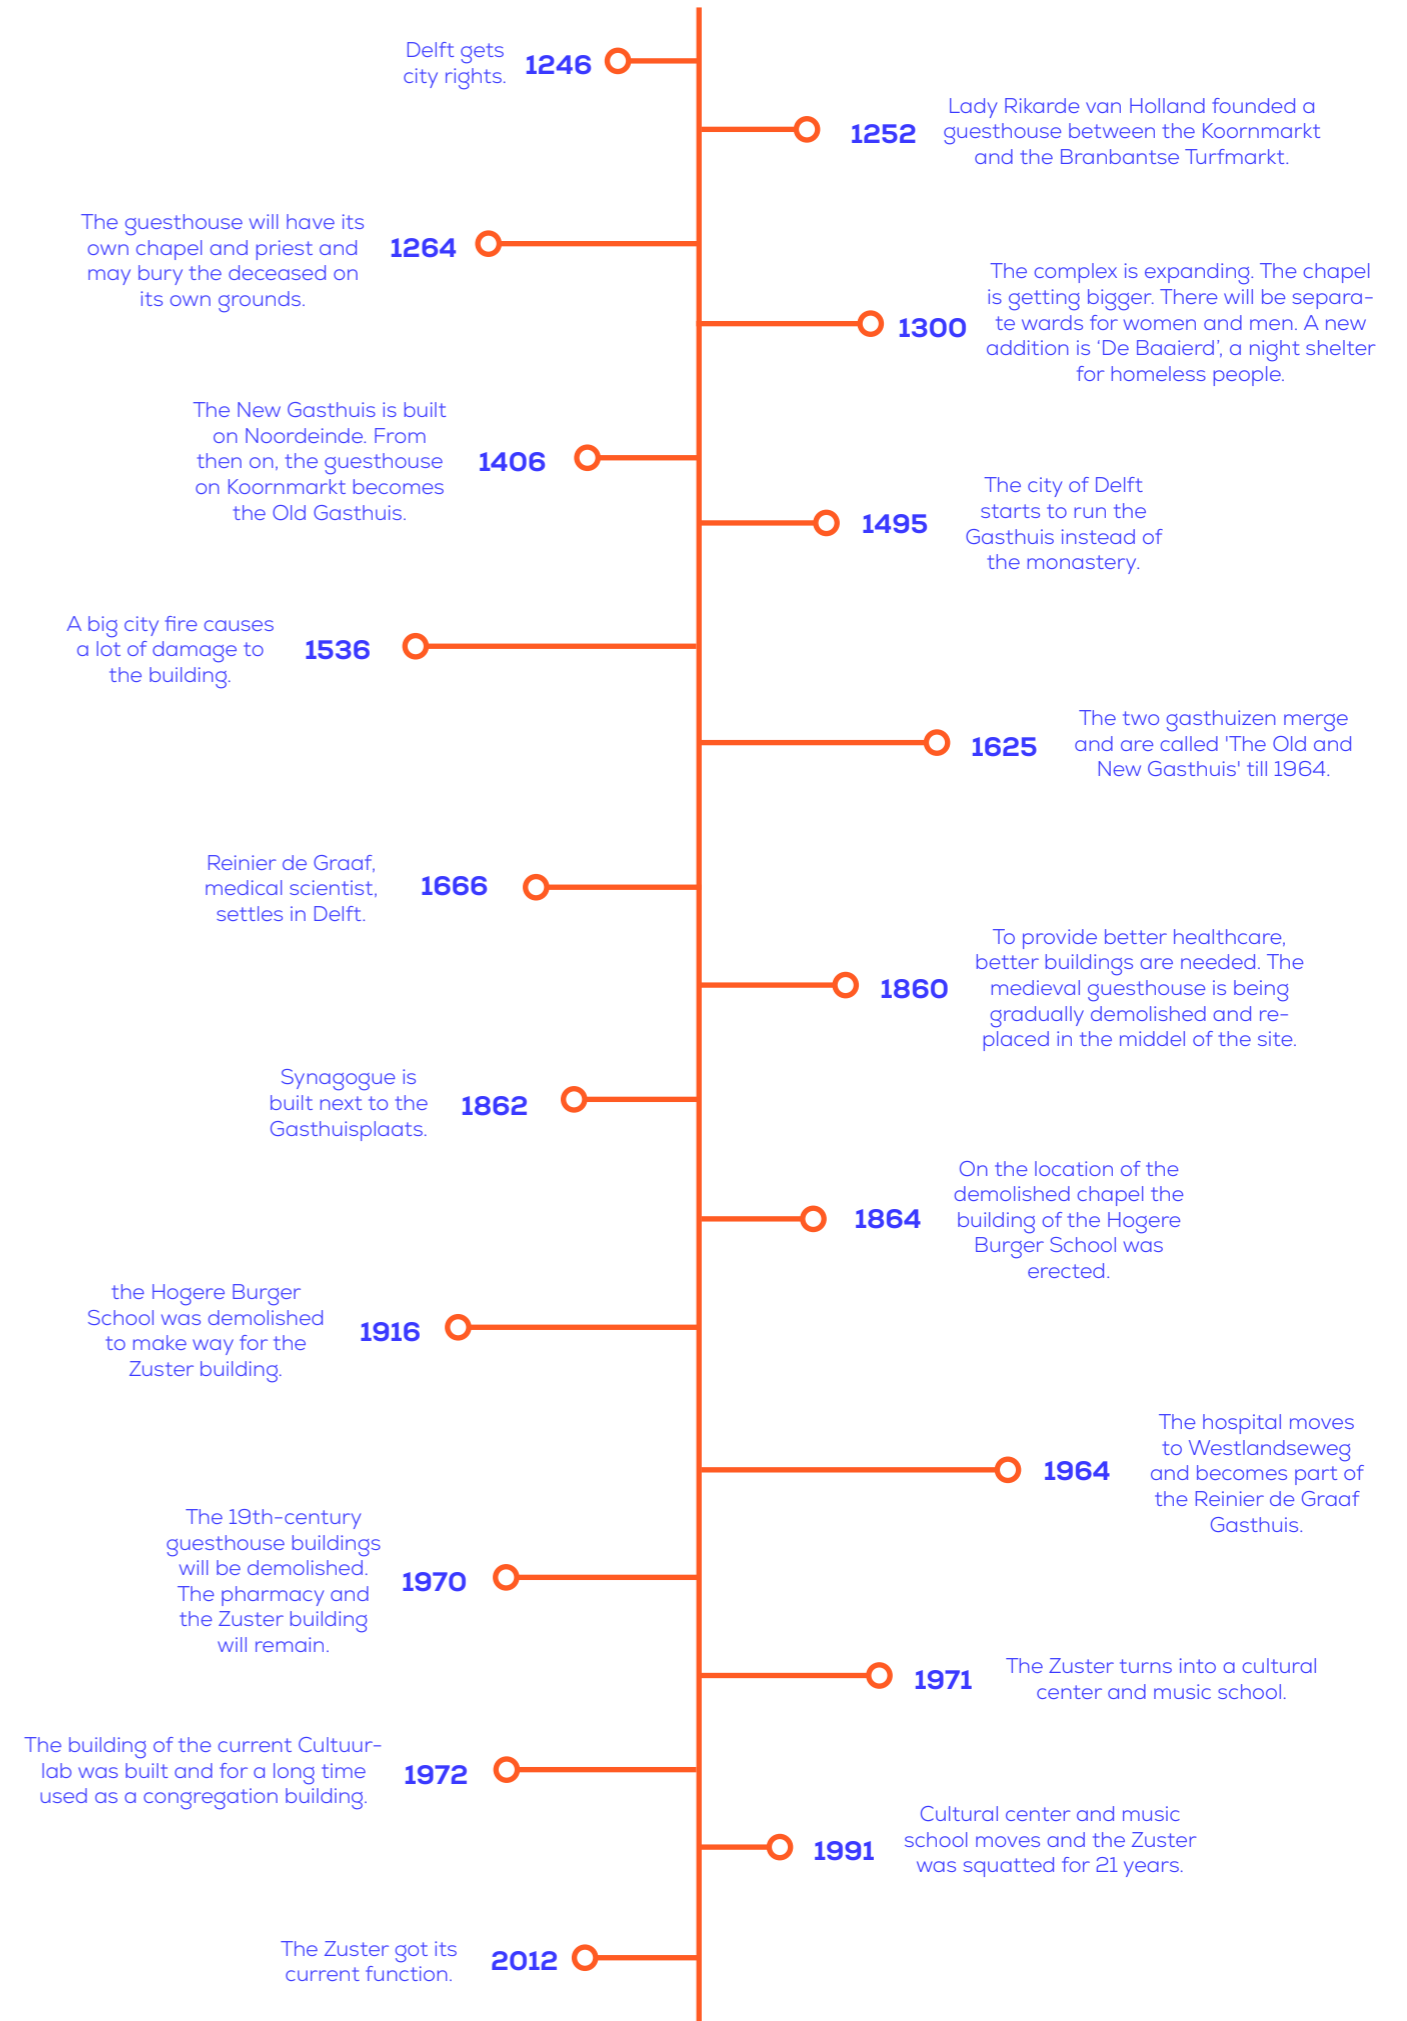 Delft gets
city rights.
1246
1252
Lady Rikarde van Holland founded a
guesthouse between the Koornmarkt
and the Branbantse Turfmarkt.
The guesthouse will have its
own chapel and priest and
may bury the deceased on
its own grounds.
1264
1300
The complex is expanding. The chapel
is getting bigger. There will be separa-
te wards for women and men. A new
addition is ‘De Baaierd’, a night shelter
for homeless people.
The New Gasthuis is built
on Noordeinde. From
then on, the guesthouse
on Koornmarkt becomes
the Old Gasthuis.
1406
1495
The city of Delft
starts to run the
Gasthuis instead of
the monastery.
A big city fire causes
a lot of damage to
the building.
1536
1625
The two gasthuizen merge
and are called 'The Old and
New Gasthuis' till 1964.
Reinier de Graaf,
medical scientist,
settles in Delft.
1666
1860
To provide better healthcare,
better buildings are needed. The
medieval guesthouse is being
gradually demolished and re-
placed in the middel of the site.
Synagogue is
built next to the
Gasthuisplaats.
1862
1864
On the location of the
demolished chapel the
building of the Hogere
Burger School was
erected.
the Hogere Burger
School was demolished
to make way for the
Zuster building.
1916
1964
The hospital moves
to Westlandseweg
and becomes part of
the Reinier de Graaf
Gasthuis.
The 19th-century
guesthouse buildings
will be demolished.
The pharmacy and
the Zuster building
will remain.
1970
1971
The Zuster turns into a cultural
center and music school.
The building of the current Cultuur-
lab was built and for a long time
used as a congregation building.
1972
1991
Cultural center and music
school moves and the Zuster
was squatted for 21 years.
The Zuster got its
current function.
2012